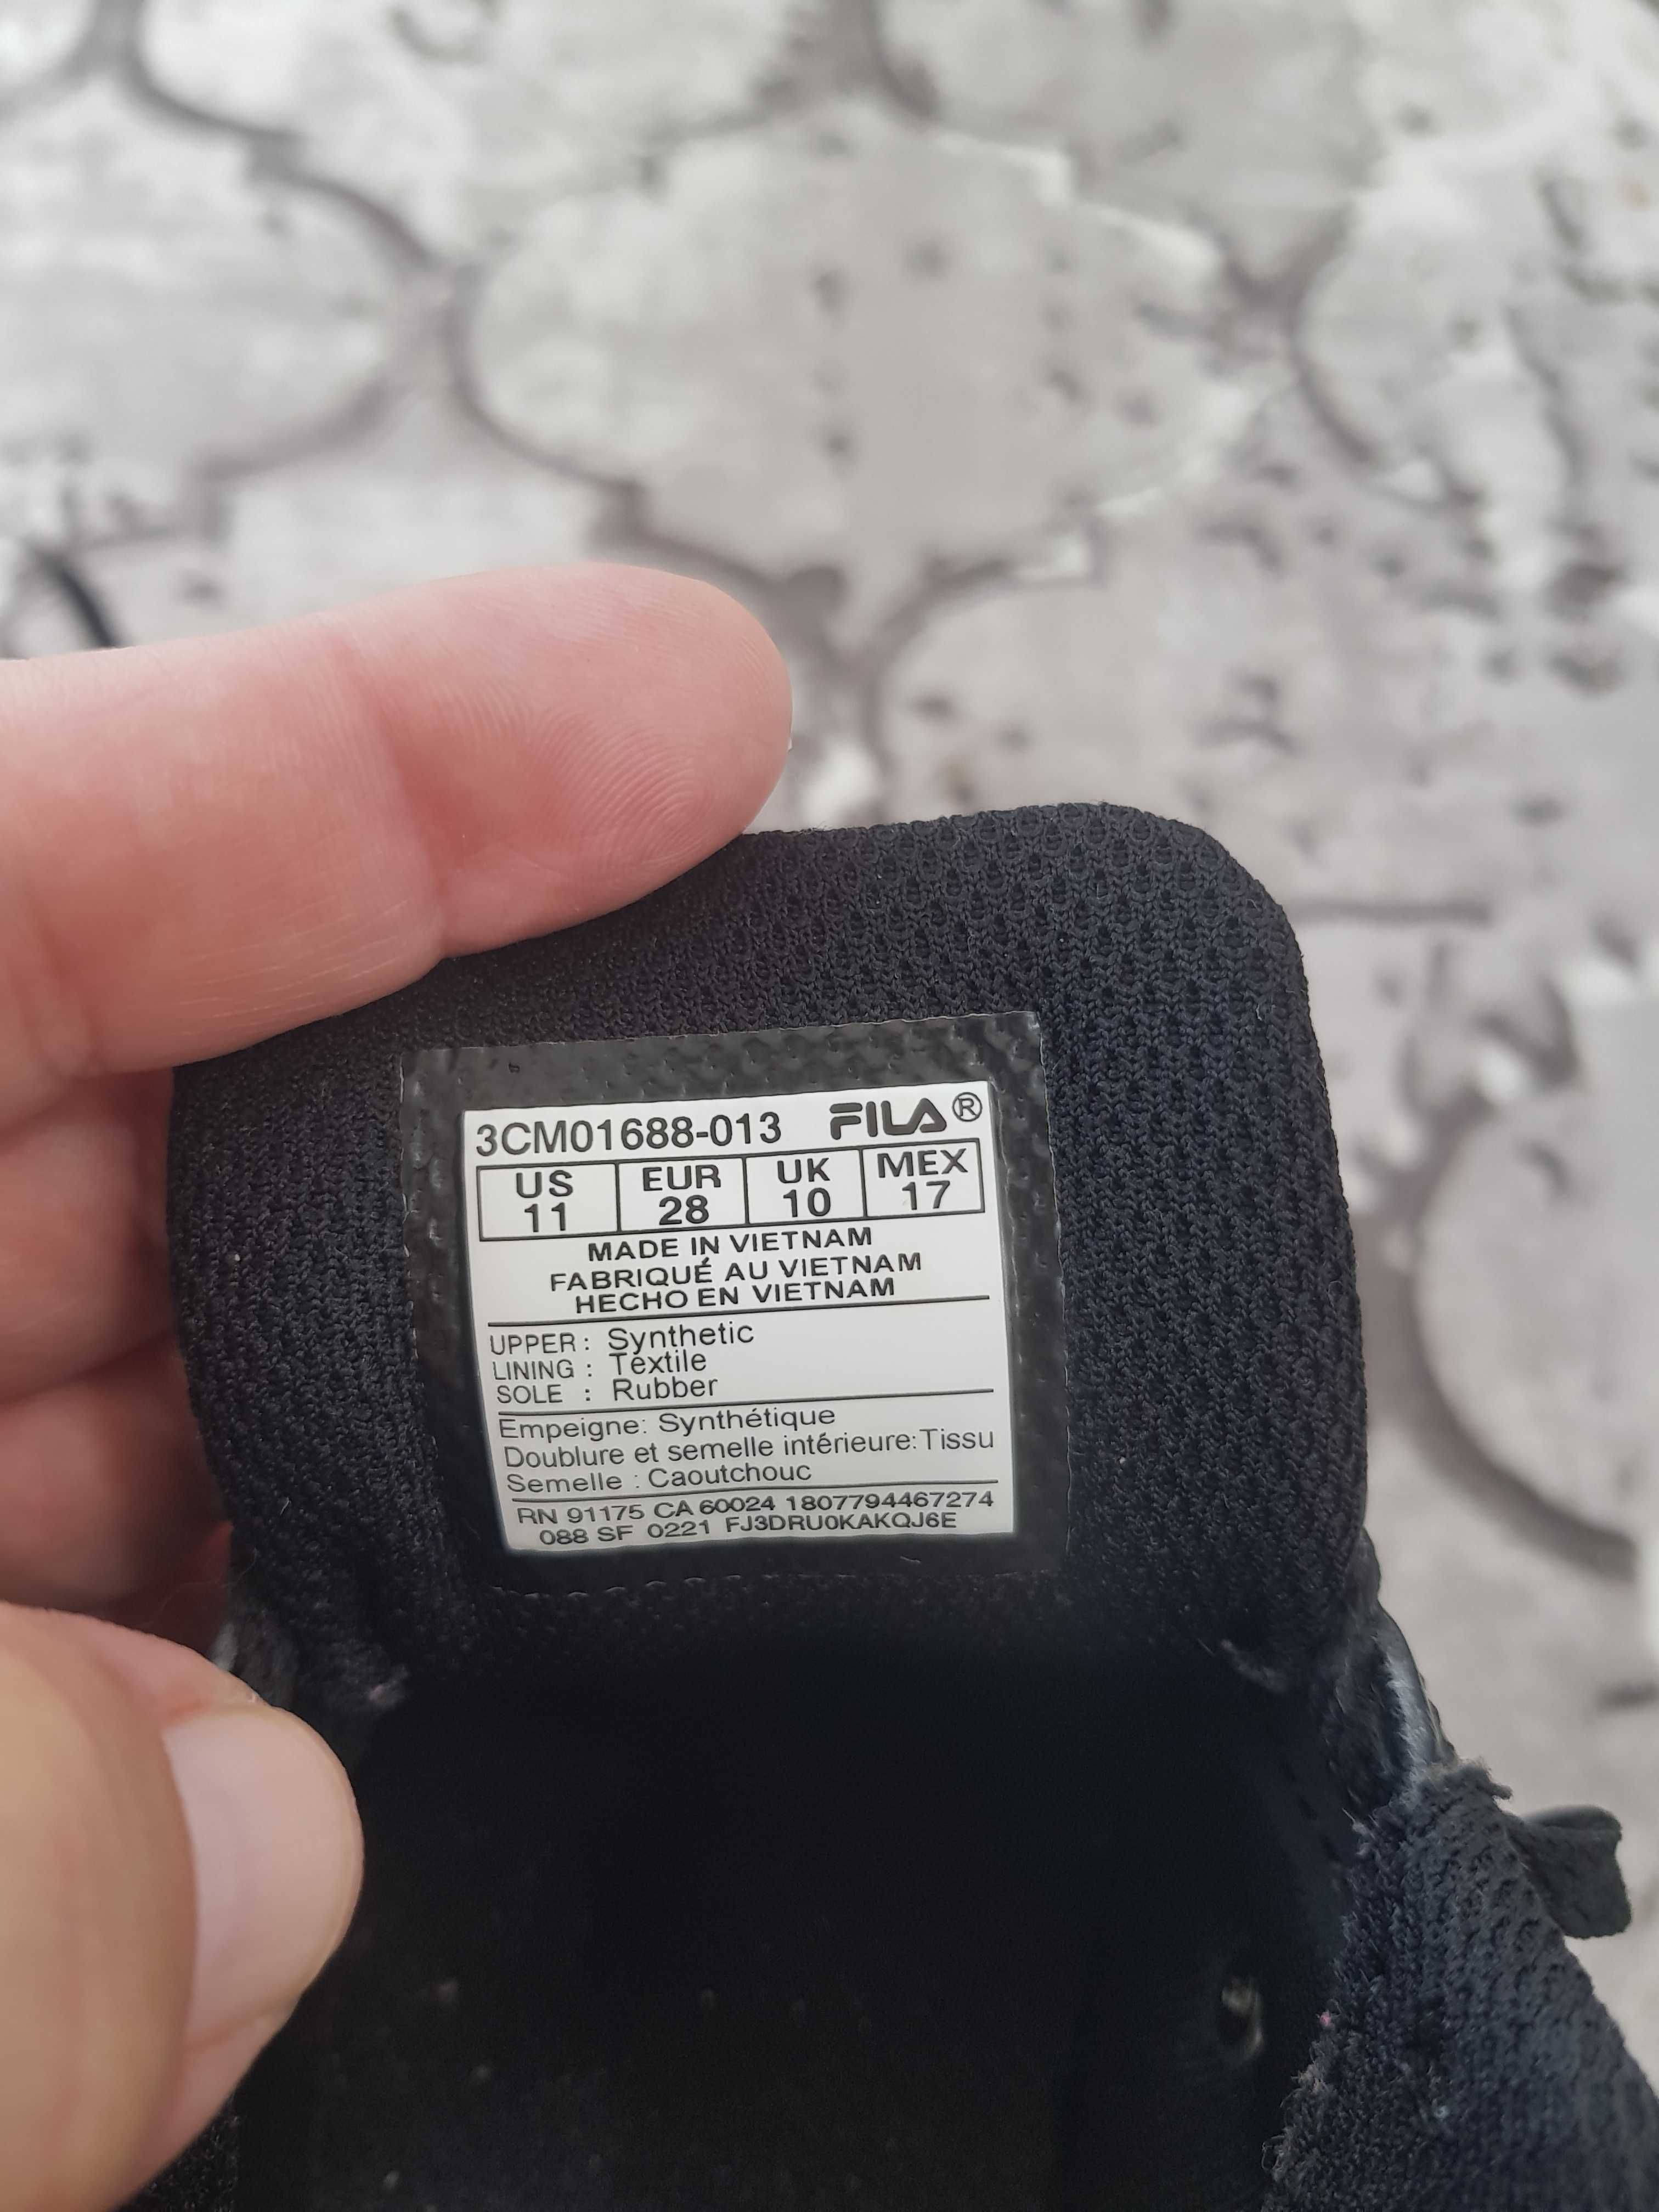 3CM01688-013 FILA®
US EUR UK MEX
11 28 10 17
MADE IN VIETNAM
FABRIQUÉ AU VIETNAM
HECHO EN VIETNAM
UPPER: Synthetic
LINING : Textile
SOLE : Rubber
Empeigne: Synthétique
Doublure et semelle intérieure:Tissu
Semelle : Caoutchouc
RN 91175 CA 60024 1807794467274
088 SF 0221 FJ3DRU0KAKQJ6E